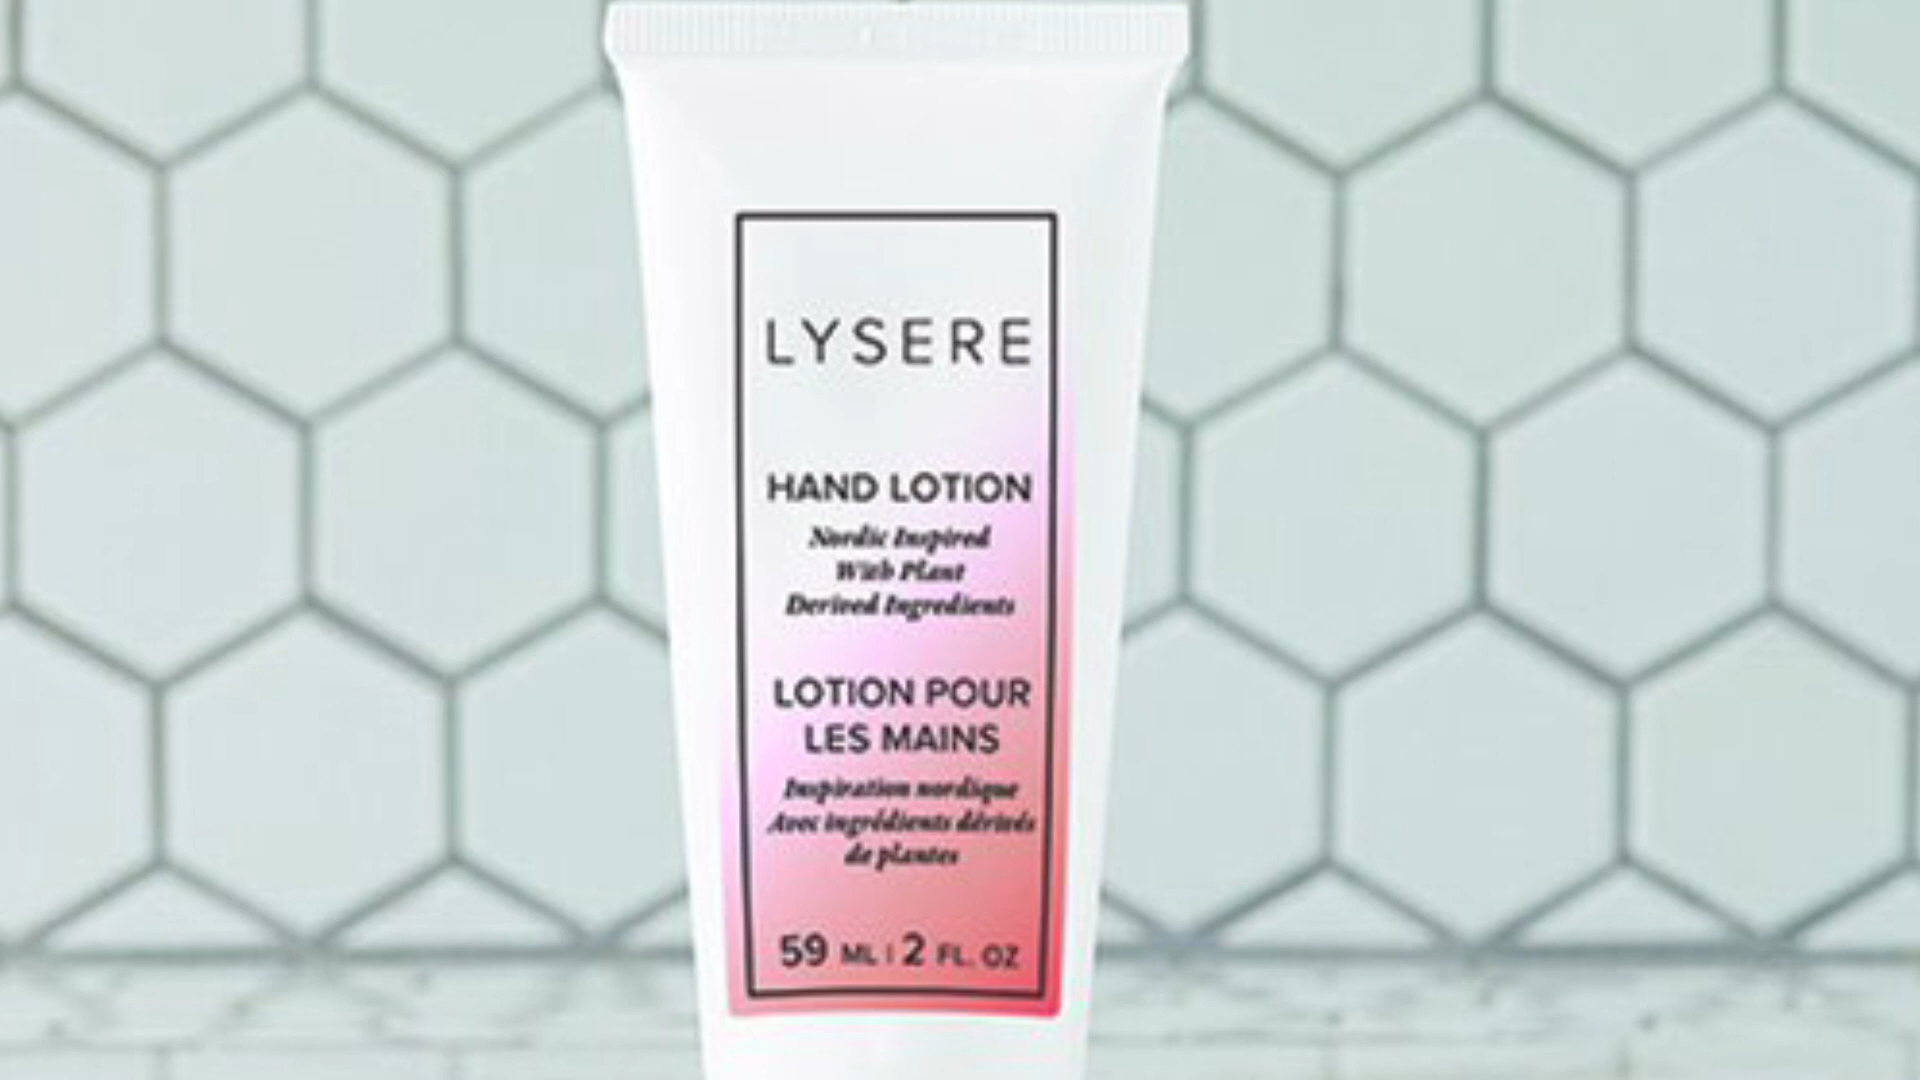 LYSERE
HAND LOTION
Nordic Inspired
With Plant
Derived Ingredients
LOTION POUR
LES MAINS
Inspiration nordique
Avec ingrédients dérivés
de plantes
59 ML | 2 FL. OZ